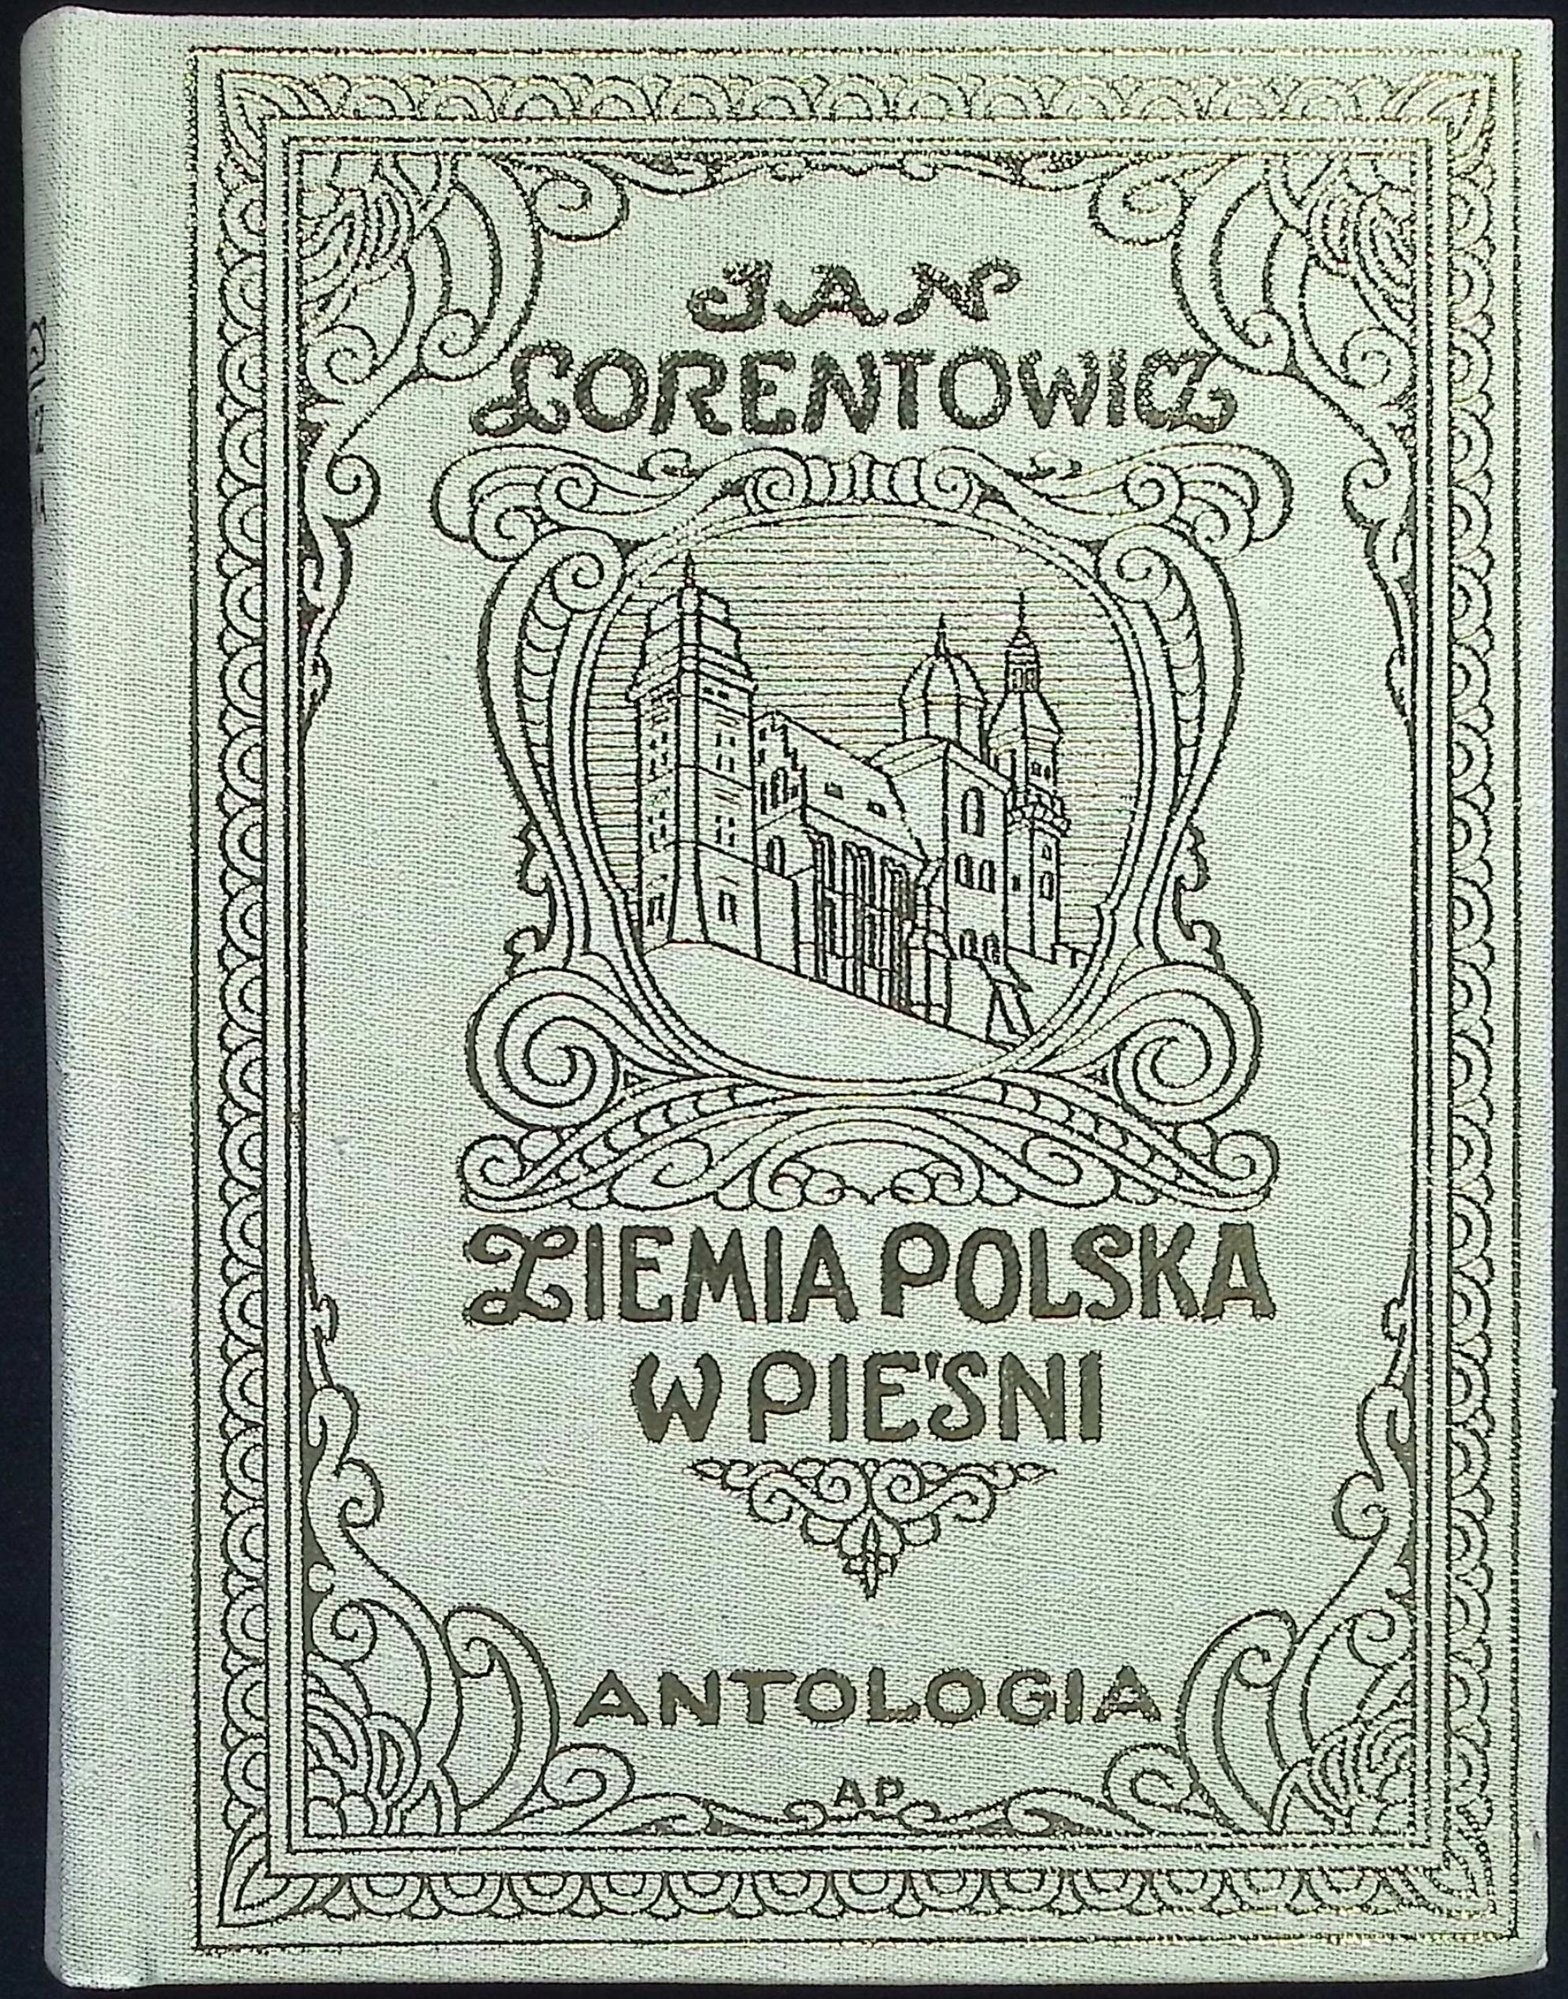 JAN
LORENTOWICZ
ZIEMIA POLSKA
W PIEŚNI
ANTOLOGIA
AP